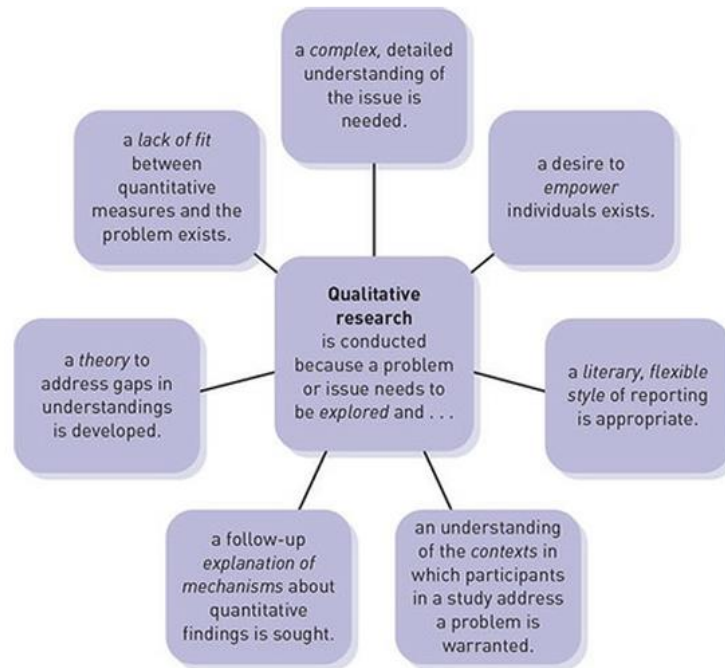 a complex, detailed
understanding of
the issue is
needed.
a lack of fit
between
quantitative
measures and the
problem exists.
a desire to
empower
individuals exists.
Qualitative
research
is conducted
because a problem
or issue needs to
be explored and . . .
a theory to
address gaps in
understandings
is developed.
a literary, flexible
style of reporting
is appropriate.
a follow-up
explanation of
mechanisms about
quantitative
findings is sought.
an understanding
of the contexts in
which participants
in a study address
a problem is
warranted.